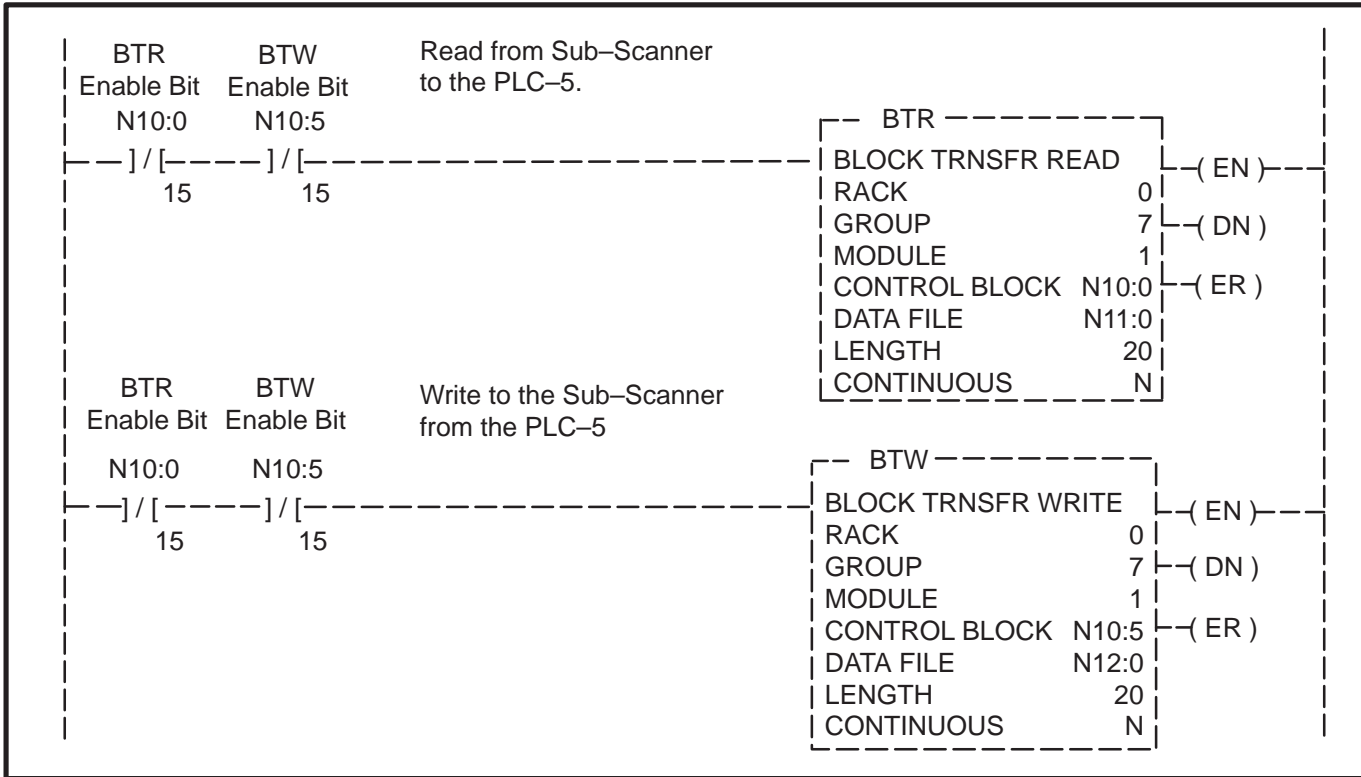 BTR BTW Read from Sub–Scanner
Enable Bit Enable Bit to the PLC–5.
N10:0 N10:5
BTR
] / [ ] / [ BLOCK TRNSFR READ ( EN )
15 15 RACK 0
GROUP 7 ( DN )
MODULE 1
CONTROL BLOCK N10:0 ( ER )
DATA FILE N11:0
LENGTH 20
CONTINUOUS N
BTR BTW Write to the Sub–Scanner
Enable Bit Enable Bit from the PLC–5
N10:0 N10:5
BTW
] / [ ] / [ BLOCK TRNSFR WRITE ( EN )
15 15 RACK 0
GROUP 7 ( DN )
MODULE 1
CONTROL BLOCK N10:5 ( ER )
DATA FILE N12:0
LENGTH 20
CONTINUOUS N